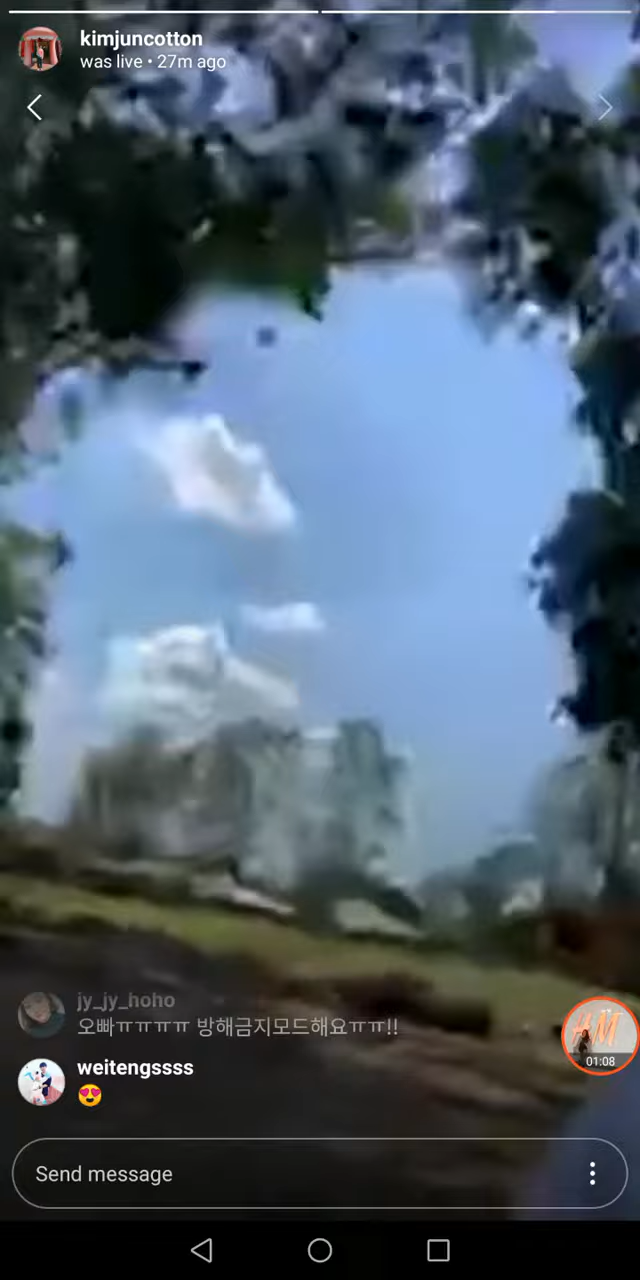 kimjuncotton
was live • 27m ago
jy_jy_hoho
오빠ㅠㅠㅠㅠ 방해금지모드해요ㅠㅠ!!
weitengssss
😍
01:08
Send message